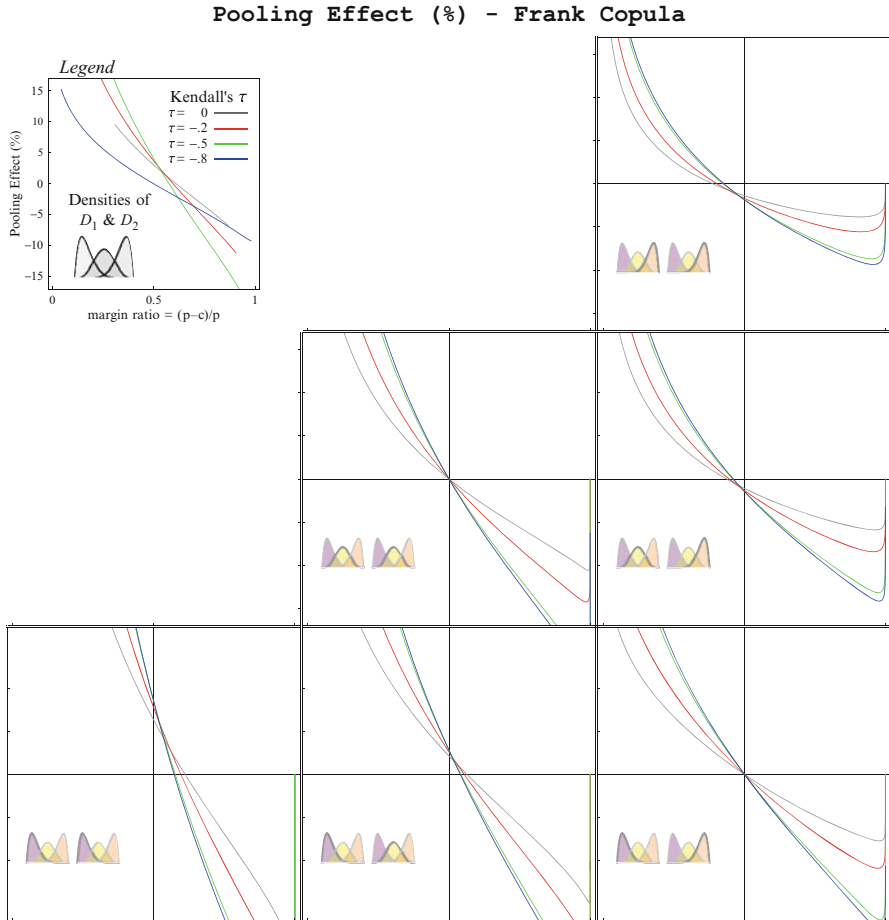 Pooling Effect (%) - Frank Copula
Legend
Kendall's τ
τ = 0
τ = −.2
τ = −.5
τ = −.8
Densities of
D1 & D2
Pooling Effect (%)
15
10
5
0
−5
−10
−15
0 0.5 1
margin ratio = (p–c)/p